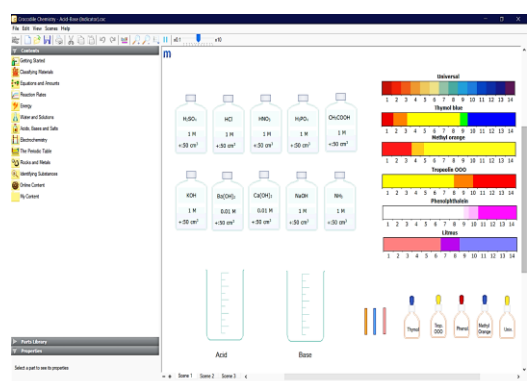 Crocodile Chemistry - Acid-Base (Indicator).cxc
File Edit View Scenes Help
x0.1 x10
Contents
Getting Started
Classifying Materials
Equations and Amounts
Reaction Rates
Energy
Water and Solutions
Acids, Bases and Salts
Electrochemistry
The Periodic Table
Rocks and Metals
Identifying Substances
Online Content
My Content
Parts Library
Properties
Select a part to see its properties
m
H₂SO₄ HCl HNO₃ H₃PO₄ CH₃COOH
1 M 1 M 1 M 1 M 1 M
<:50 cm³ <:50 cm³ <:50 cm³ <:50 cm³ <:50 cm³
KOH Ba(OH)₂ Ca(OH)₂ NaOH NH₃
1 M 0.01 M 0.01 M 1 M 1 M
<:50 cm³ <:50 cm³ <:50 cm³ <:50 cm³ <:50 cm³
Acid Base
Universal
1 2 3 4 5 6 7 8 9 10 11 12 13 14
Thymol blue
1 2 3 4 5 6 7 8 9 10 11 12 13 14
Methyl orange
1 2 3 4 5 6 7 8 9 10 11 12 13 14
Tropeolin OOO
1 2 3 4 5 6 7 8 9 10 11 12 13 14
Phenolphthalein
1 2 3 4 5 6 7 8 9 10 11 12 13 14
Litmus
1 2 3 4 5 6 7 8 9 10 11 12 13 14
Thymol
Trop. OOO
Phenol
Methyl Orange
Univ.
Scene 1 Scene 2 Scene 3